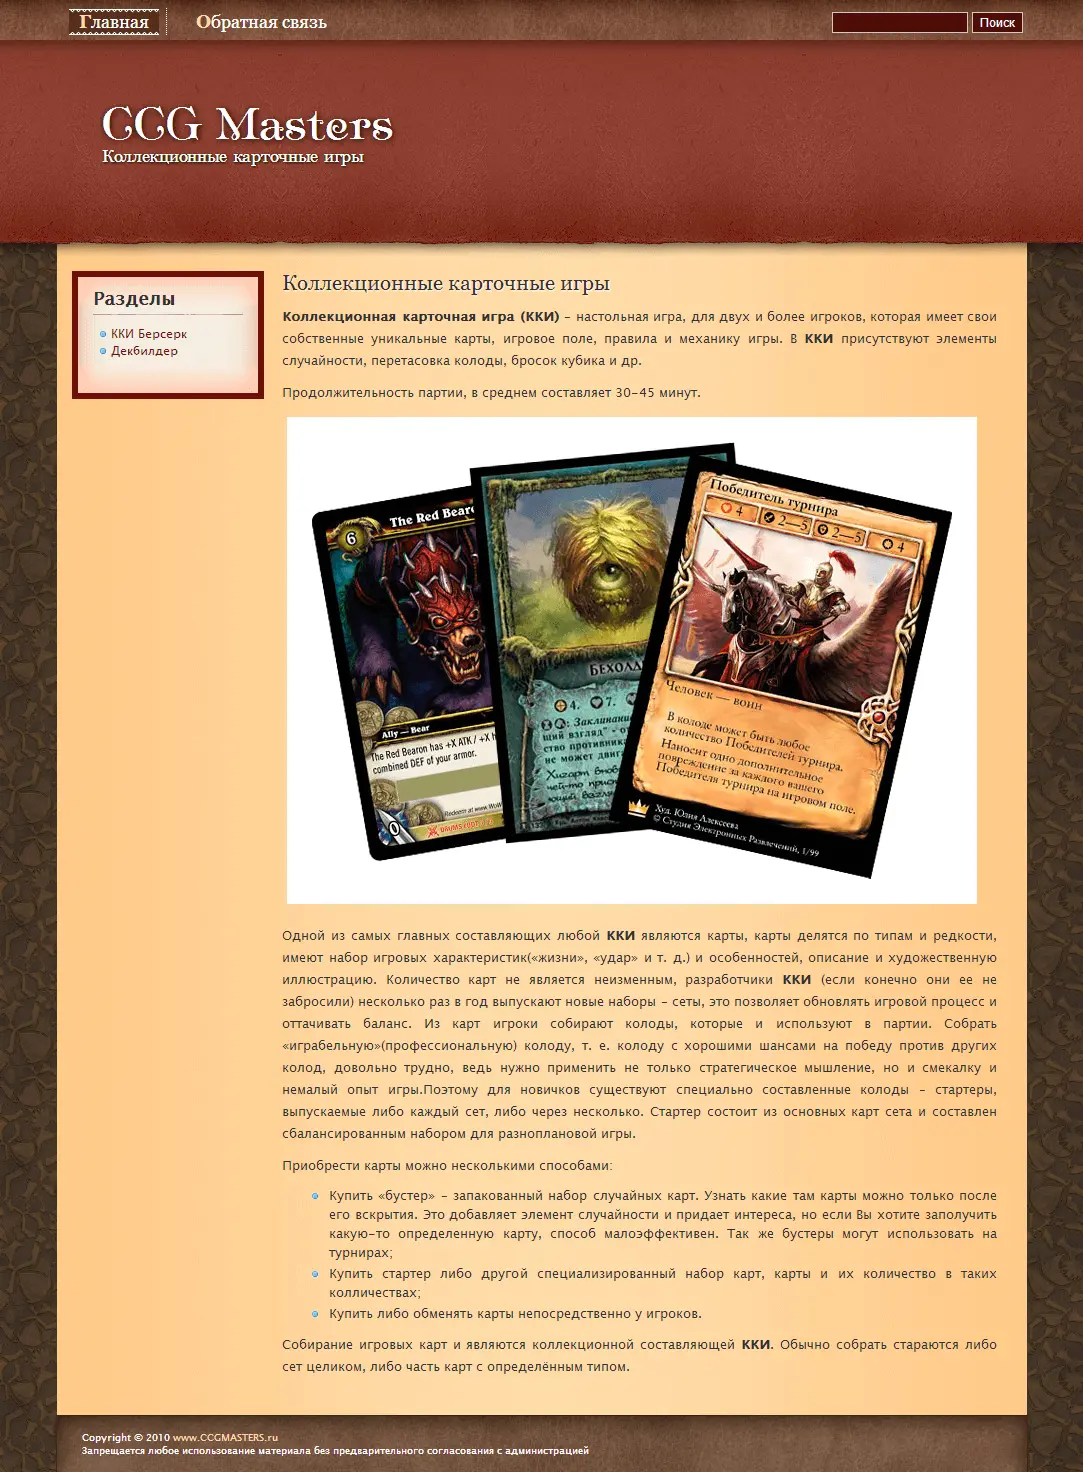 Главная
Обратная связь
Поиск
CCG Masters
Коллекционные карточные игры
Разделы
ККИ Берсерк
Декбилдер
Коллекционные карточные игры
Коллекционная карточная игра (ККИ) – настольная игра, для двух и более игроков, которая имеет свои
собственные уникальные карты, игровое поле, правила и механику игры. В ККИ присутствуют элементы
случайности, перетасовка колоды, бросок кубика и др.
Продолжительность партии, в среднем составляет 30-45 минут.
The Red Bearo
6
Ally — Bear
The Red Bearon has +X ATK / +X
combined DEF of your armor.
Redeem at www.WoW
0
Бехолд
4. 7.
: Заклинани
щий взгляд" -
ство противник
не может двиг
Хизарт вновь
чей-то
ющий взгля
Победитель турнира
4 2—5 2—5 4
Человек — воин
В колоде может быть любое
количество Победителей турнира.
Наносит одно дополнительное
повреждение за каждого вашего
Победителя турнира на игровом поле.
Худ. Юлия Алексеева
© Студия Электронных Развлечений, 1/99
Одной из самых главных составляющих любой ККИ являются карты, карты делятся по типам и редкости,
имеют набор игровых характеристик(«жизни», «удар» и т. д.) и особенностей, описание и художественную
иллюстрацию. Количество карт не является неизменным, разработчики ККИ (если конечно они ее не
забросили) несколько раз в год выпускают новые наборы – сеты, это позволяет обновлять игровой процесс и
оттачивать баланс. Из карт игроки собирают колоды, которые и используют в партии. Собрать
«играбельную»(профессиональную) колоду, т. е. колоду с хорошими шансами на победу против других
колод, довольно трудно, ведь нужно применить не только стратегическое мышление, но и смекалку и
немалый опыт игры.Поэтому для новичков существуют специально составленные колоды – стартеры,
выпускаемые либо каждый сет, либо через несколько. Стартер состоит из основных карт сета и составлен
сбалансированным набором для разноплановой игры.
Приобрести карты можно несколькими способами:
Купить «бустер» – запакованный набор случайных карт. Узнать какие там карты можно только после
его вскрытия. Это добавляет элемент случайности и придает интереса, но если Вы хотите заполучить
какую-то определенную карту, способ малоэффективен. Так же бустеры могут использовать на
турнирах;
Купить стартер либо другой специализированный набор карт, карты и их количество в таких
колличествах;
Купить либо обменять карты непосредственно у игроков.
Собирание игровых карт и являются коллекционной составляющей ККИ. Обычно собрать стараются либо
сет целиком, либо часть карт с определённым типом.
Copyright © 2010 www.CCGMASTERS.ru
Запрещается любое использование материала без предварительного согласования с администрацией